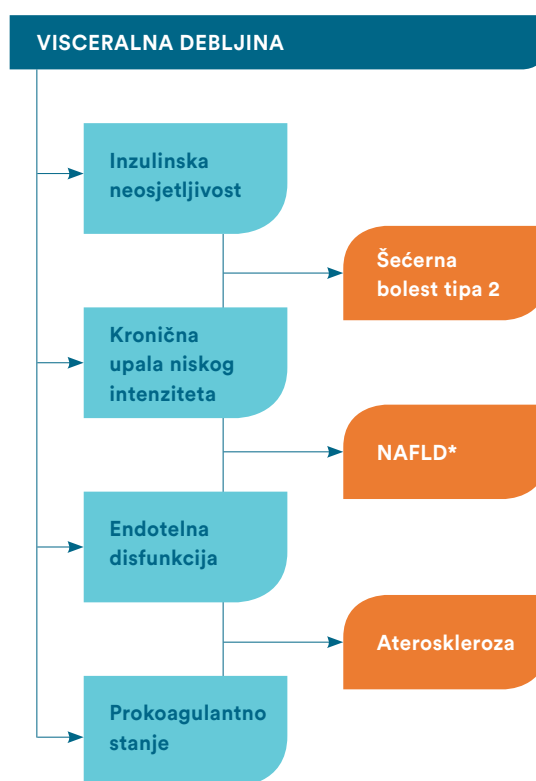 VISCERALNA DEBLJINA
Inzulinska
neosjetljivost
Šećerna
bolest tipa 2
Kronična
upala niskog
intenziteta
NAFLD*
Endotelna
disfunkcija
Ateroskleroza
Prokoagulantno
stanje